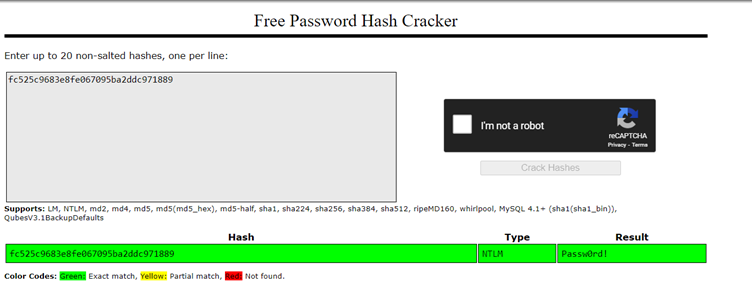 Free Password Hash Cracker
Enter up to 20 non-salted hashes, one per line:
fc525c9683e8fe067095ba2ddc971889
I'm not a robot
reCAPTCHA
Privacy - Terms
Crack Hashes
Supports: LM, NTLM, md2, md4, md5, md5(md5_hex), md5-half, sha1, sha224, sha256, sha384, sha512, ripeMD160, whirlpool, MySQL 4.1+ (sha1(sha1_bin)),
QubesV3.1BackupDefaults
Hash Type Result
fc525c9683e8fe067095ba2ddc971889 NTLM Passw0rd!
Color Codes: Green: Exact match, Yellow: Partial match, Red: Not found.